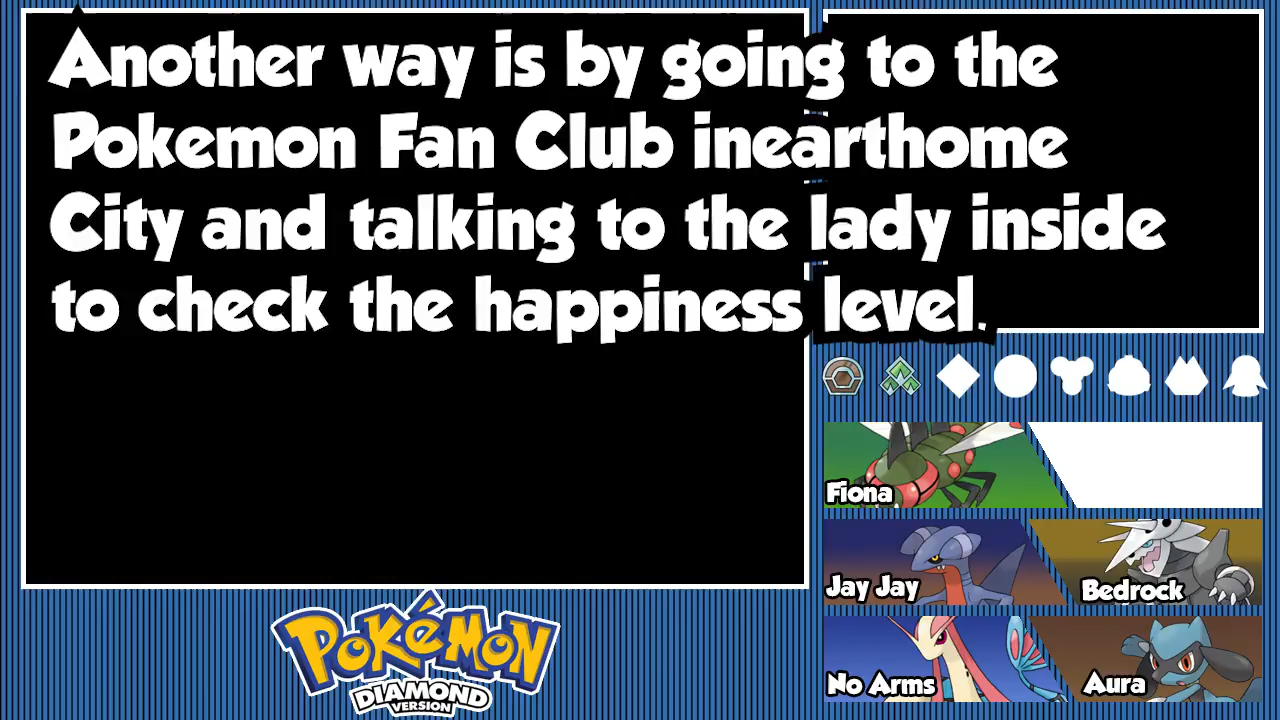 Another way is by going to the
Pokemon Fan Club inearthome
City and talking to the lady inside
to check the happiness level.
Fiona
Jay Jay
Bedrock
No Arms
Aura
POKéMON
DIAMOND
VERSION